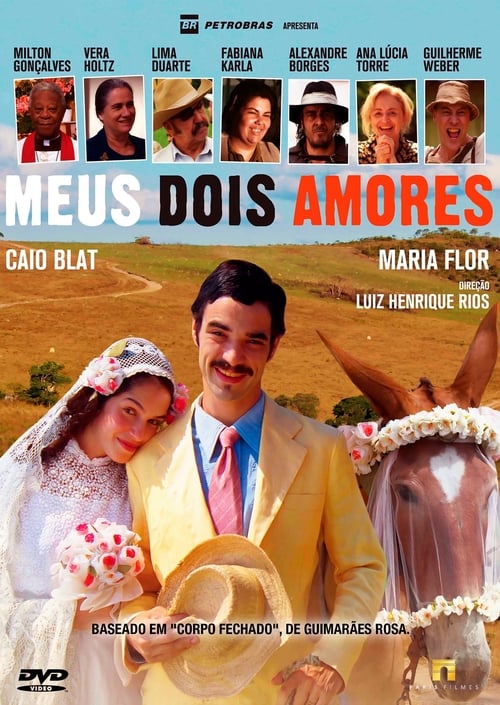 BR PETROBRAS APRESENTA
MILTON GONÇALVES
VERA HOLTZ
LIMA DUARTE
FABIANA KARLA
ALEXANDRE BORGES
ANA LÚCIA TORRE
GUILHERME WEBER
MEUS DOIS AMORES
CAIO BLAT
MARIA FLOR
DIREÇÃO
LUIZ HENRIQUE RIOS
BASEADO EM "CORPO FECHADO", DE GUIMARÃES ROSA.
DVD
VIDEO
PARIS FILMES